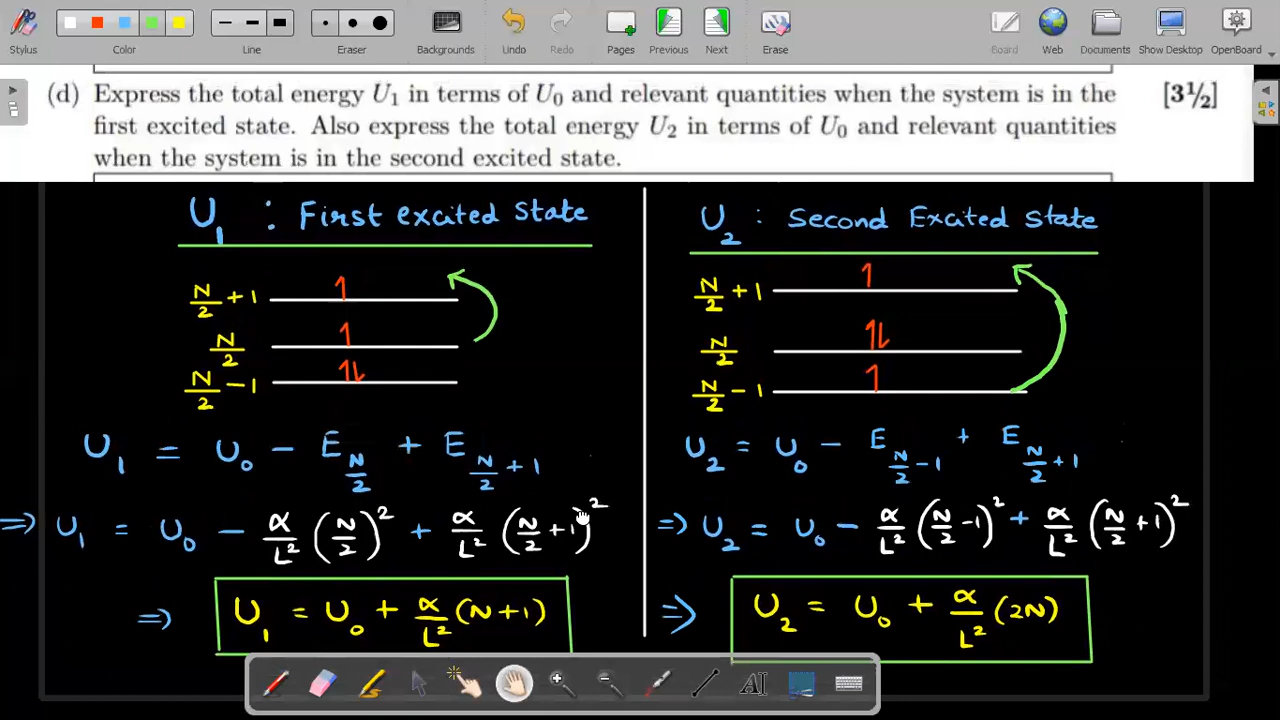 Stylus Color Line Eraser Backgrounds Undo Redo Pages Previous Next Erase Board Web Documents Show Desktop OpenBoard
(d) Express the total energy U₁ in terms of U₀ and relevant quantities when the system is in the [3½]
first excited state. Also express the total energy U₂ in terms of U₀ and relevant quantities
when the system is in the second excited state.
U₁ : First excited State
N/2 + 1 ↿
N/2 ↿
N/2 − 1 ↿⇂
U₁ = U₀ − E_{N/2} + E_{N/2 + 1}
⇒ U₁ = U₀ − α/L² (N/2)² + α/L² (N/2 + 1)²
⇒ U₁ = U₀ + α/L² (N + 1)
U₂ : Second Excited State
N/2 + 1 ↿
N/2 ↿⇂
N/2 − 1 ↿
U₂ = U₀ − E_{N/2 − 1} + E_{N/2 + 1}
⇒ U₂ = U₀ − α/L² (N/2 − 1)² + α/L² (N/2 + 1)²
⇒ U₂ = U₀ + α/L² (2N)
AI